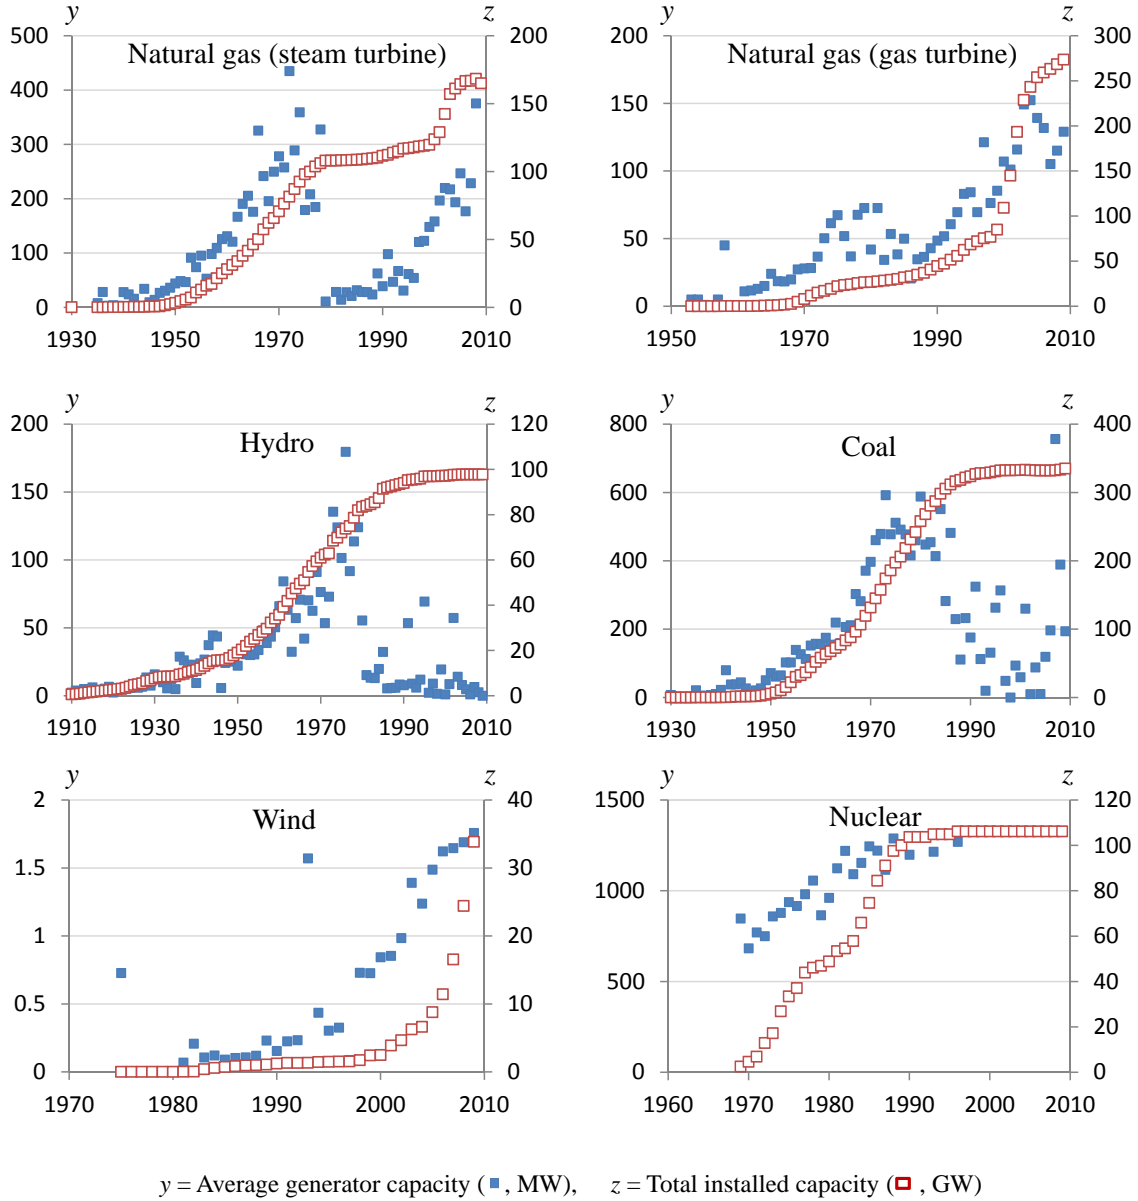 y z y z
500 200 200 300
Natural gas (steam turbine) Natural gas (gas turbine)
400 150 150 250
300 200
100 100 150
200
50 50 100
100 50
0 0 0 0
1930 1950 1970 1990 2010 1950 1970 1990 2010
y z y z
200 120 800 400
Hydro Coal
150 100 600 300
80
100 60 400 200
50 40 200 100
20
0 0 0 0
1910 1930 1950 1970 1990 2010 1930 1950 1970 1990 2010
y z y z
2 40 1500 120
Wind Nuclear
1.5 30 1000 100
80
1 20 60
0.5 10 500 40
20
0 0 0 0
1970 1980 1990 2000 2010 1960 1970 1980 1990 2000 2010
y = Average generator capacity ( , MW), z = Total installed capacity ( , GW)